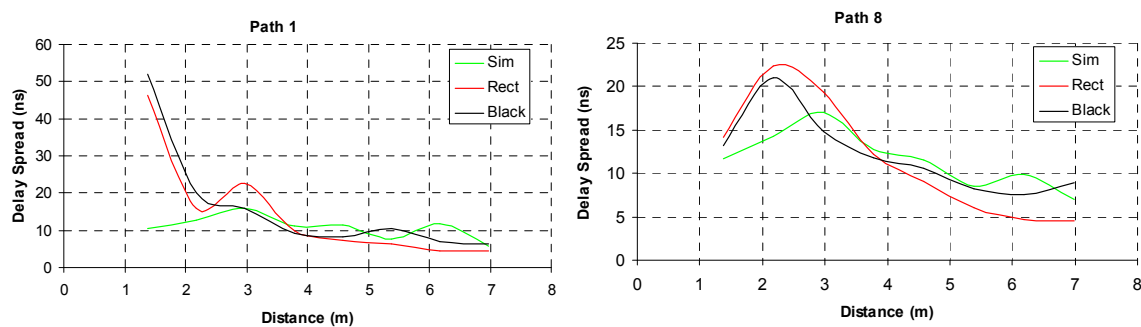 Path 1
Delay Spread (ns)
60
50
40
30
20
10
0
Sim
Rect
Black
0 1 2 3 4 5 6 7 8
Distance (m)
Path 8
Delay Spread (ns)
25
20
15
10
5
0
Sim
Rect
Black
0 1 2 3 4 5 6 7 8
Distance (m)